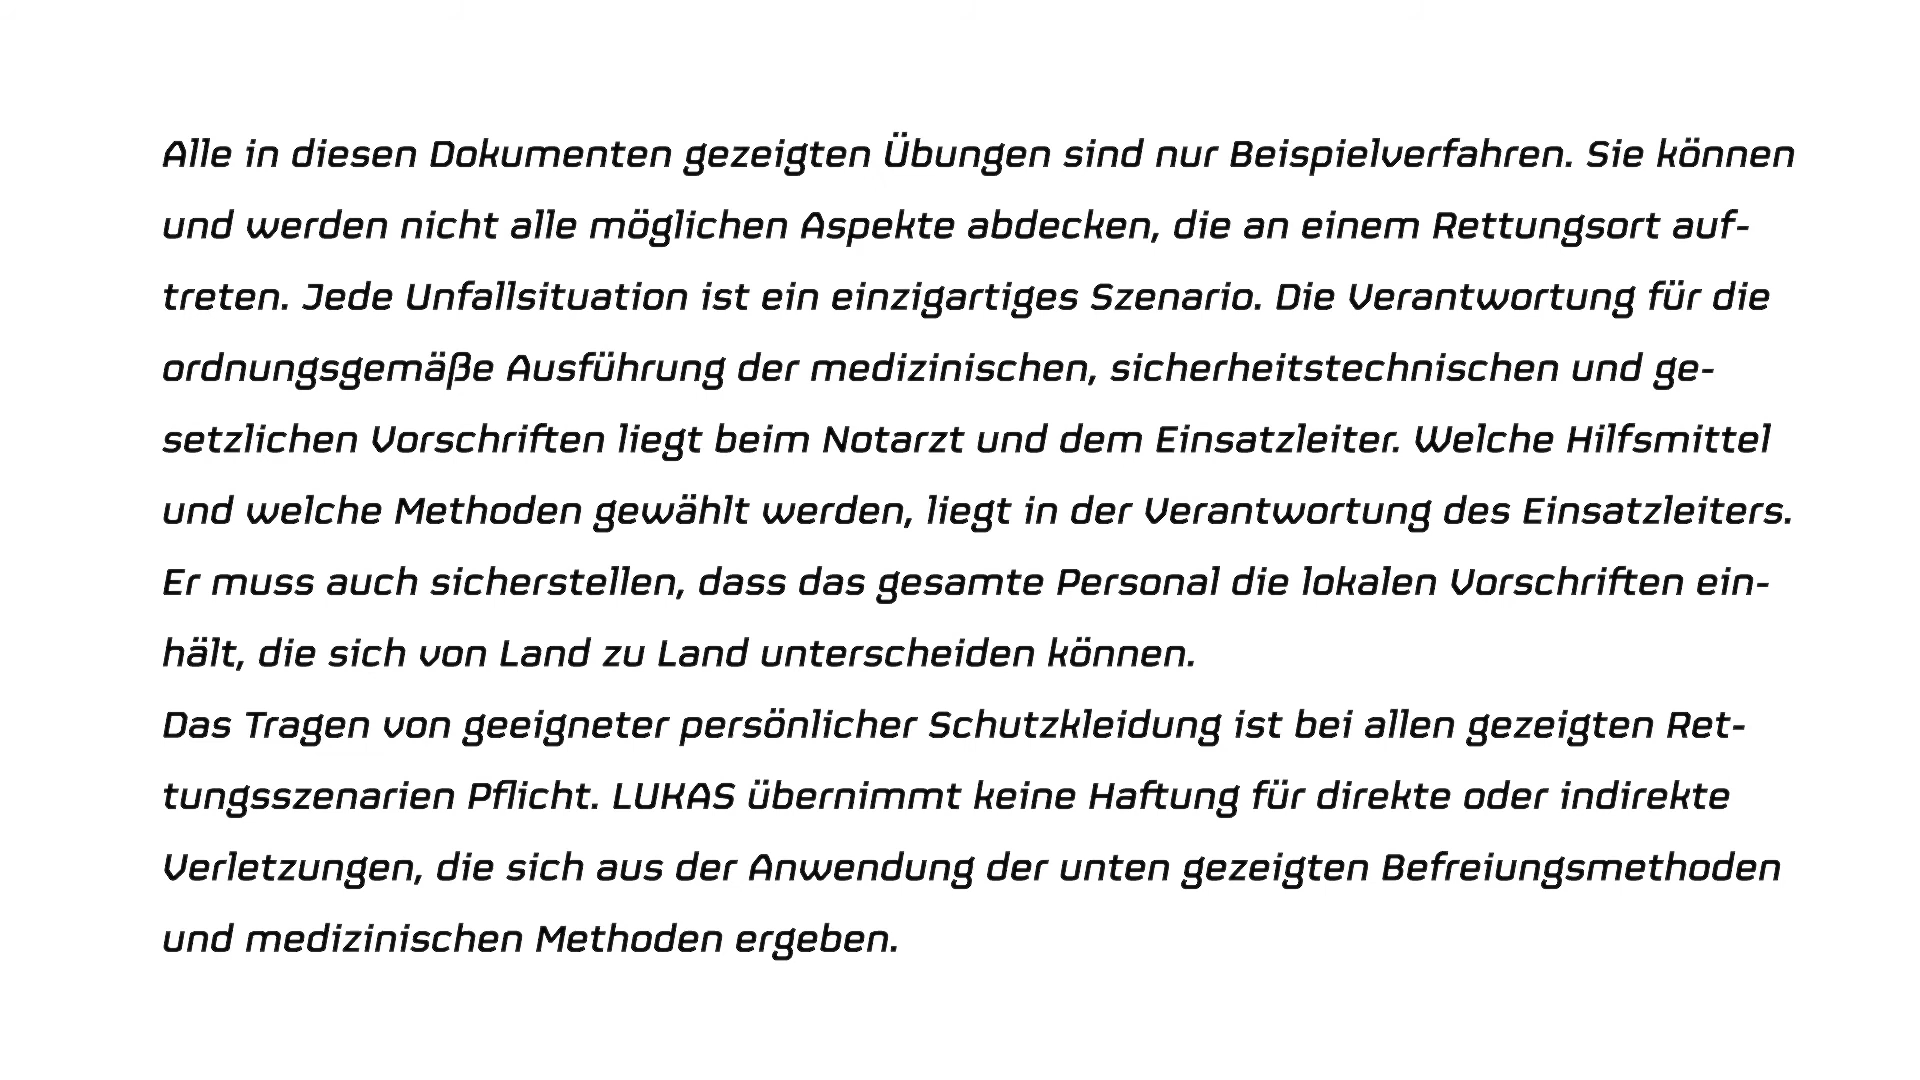 Alle in diesen Dokumenten gezeigten Übungen sind nur Beispielverfahren. Sie können
und werden nicht alle möglichen Aspekte abdecken, die an einem Rettungsort auf-
treten. Jede Unfallsituation ist ein einzigartiges Szenario. Die Verantwortung für die
ordnungsgemäße Ausführung der medizinischen, sicherheitstechnischen und ge-
setzlichen Vorschriften liegt beim Notarzt und dem Einsatzleiter. Welche Hilfsmittel
und welche Methoden gewählt werden, liegt in der Verantwortung des Einsatzleiters.
Er muss auch sicherstellen, dass das gesamte Personal die lokalen Vorschriften ein-
hält, die sich von Land zu Land unterscheiden können.
Das Tragen von geeigneter persönlicher Schutzkleidung ist bei allen gezeigten Ret-
tungsszenarien Pflicht. LUKAS übernimmt keine Haftung für direkte oder indirekte
Verletzungen, die sich aus der Anwendung der unten gezeigten Befreiungsmethoden
und medizinischen Methoden ergeben.